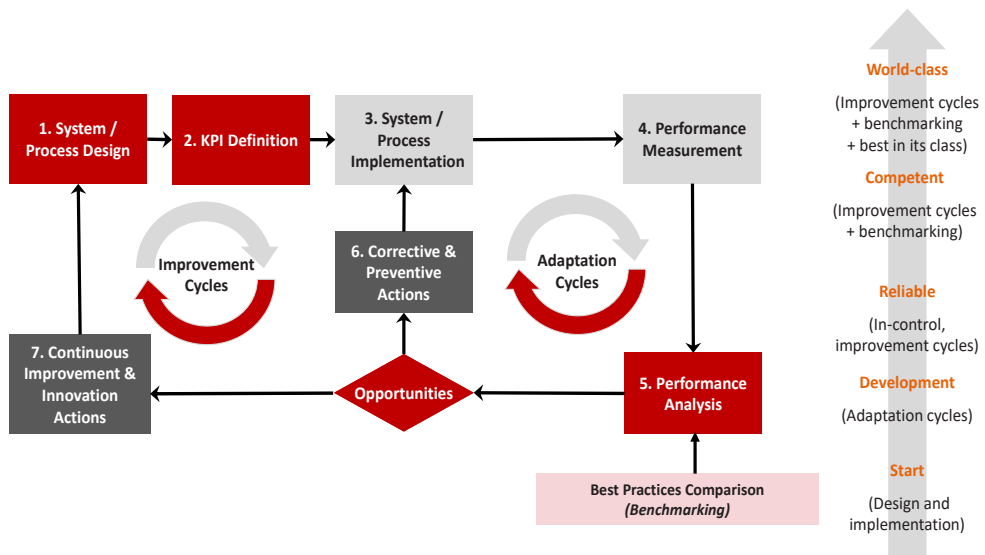 1. System /
Process Design
2. KPI Definition
3. System /
Process
Implementation
4. Performance
Measurement
Improvement
Cycles
6. Corrective &
Preventive
Actions
Adaptation
Cycles
7. Continuous
Improvement &
Innovation
Actions
Opportunities
5. Performance
Analysis
Best Practices Comparison
(Benchmarking)
World-class
(Improvement cycles
+ benchmarking
+ best in its class)
Competent
(Improvement cycles
+ benchmarking)
Reliable
(In-control,
improvement cycles)
Development
(Adaptation cycles)
Start
(Design and
implementation)